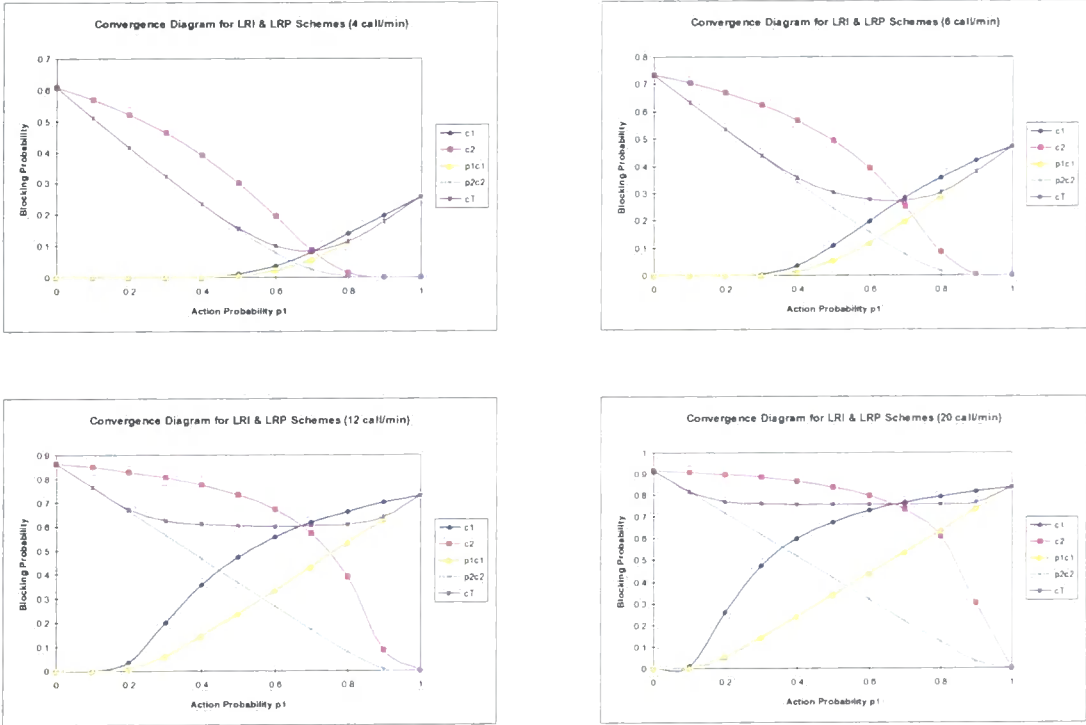 Convergence Diagram for LRI & LRP Schemes (4 call/min)
0.7
0.6
0.5
0.4
0.3
0.2
0.1
0
Blocking Probability
0 0.2 0.4 0.6 0.8 1
Action Probability p1
c1
c2
p1c1
p2c2
cT
Convergence Diagram for LRI & LRP Schemes (6 call/min)
0.8
0.7
0.6
0.5
0.4
0.3
0.2
0.1
0
Blocking Probability
0 0.2 0.4 0.6 0.8 1
Action Probability p1
c1
c2
p1c1
p2c2
cT
Convergence Diagram for LRI & LRP Schemes (12 call/min)
0.9
0.8
0.7
0.6
0.5
0.4
0.3
0.2
0.1
0
Blocking Probability
0 0.2 0.4 0.6 0.8 1
Action Probability p1
c1
c2
p1c1
p2c2
cT
Convergence Diagram for LRI & LRP Schemes (20 call/min)
1
0.9
0.8
0.7
0.6
0.5
0.4
0.3
0.2
0.1
0
Blocking Probability
0 0.2 0.4 0.6 0.8 1
Action Probability p1
c1
c2
p1c1
p2c2
cT